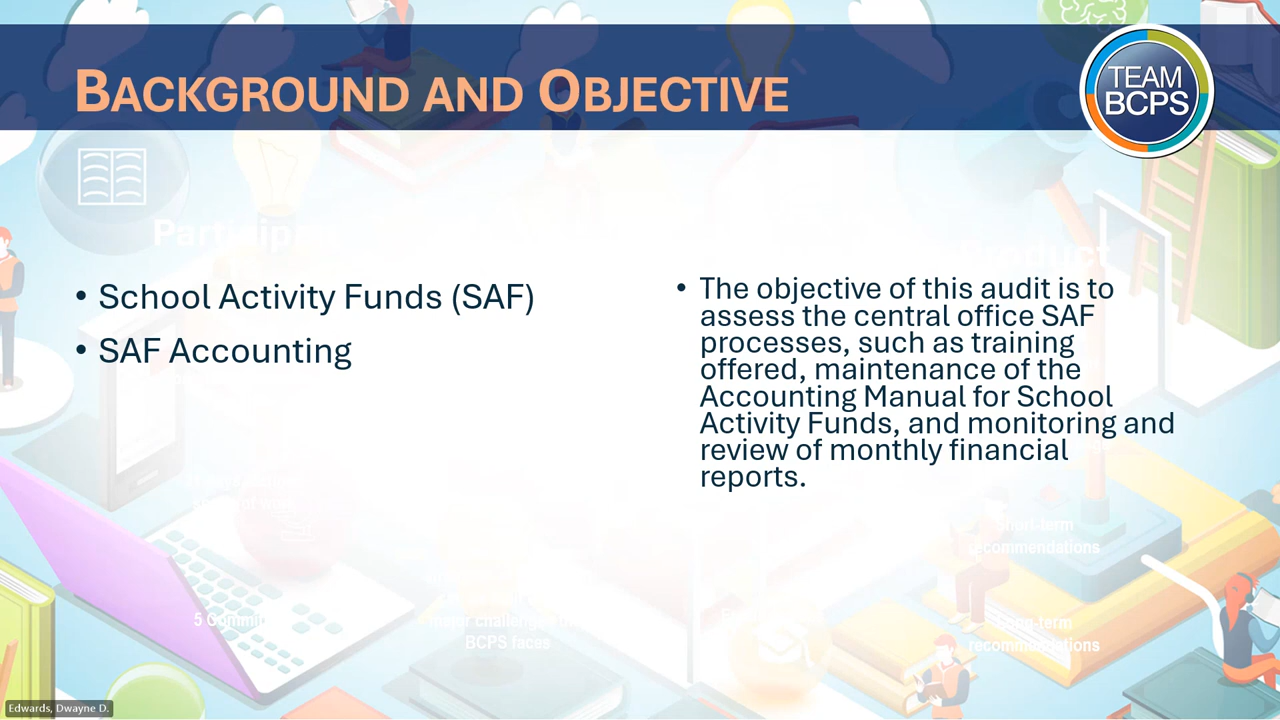 BACKGROUND AND OBJECTIVE
TEAM
BCPS
• School Activity Funds (SAF)
• SAF Accounting
• The objective of this audit is to
assess the central office SAF
processes, such as training
offered, maintenance of the
Accounting Manual for School
Activity Funds, and monitoring and
review of monthly financial
reports.
Short-term
recommendations
major challenge
BCPS faces
Long-term
recommendations
Edwards, Dwayne D.